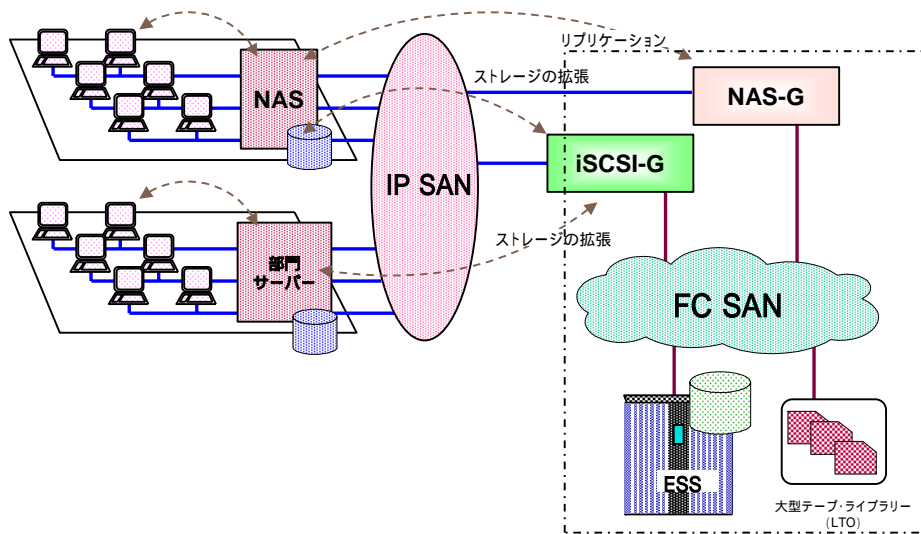 リプリケーション
ストレージの拡張
NAS
NAS-G
iSCSI-G
IP SAN
ストレージの拡張
部門
サーバー
FC SAN
ESS
大型テープ・ライブラリー
(LTO)